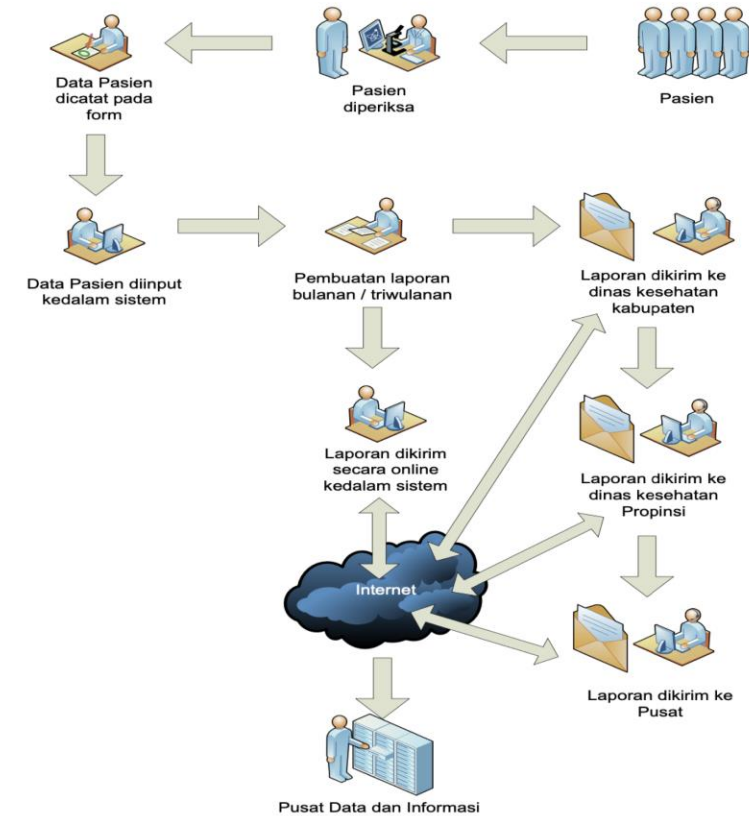 Data Pasien
dicatat pada
form
Pasien
diperiksa
Pasien
Data Pasien diinput
kedalam sistem
Pembuatan laporan
bulanan / triwulanan
Laporan dikirim ke
dinas kesehatan
kabupaten
Laporan dikirim
secara online
kedalam sistem
Laporan dikirim ke
dinas kesehatan
Propinsi
Internet
Laporan dikirim ke
Pusat
Pusat Data dan Informasi